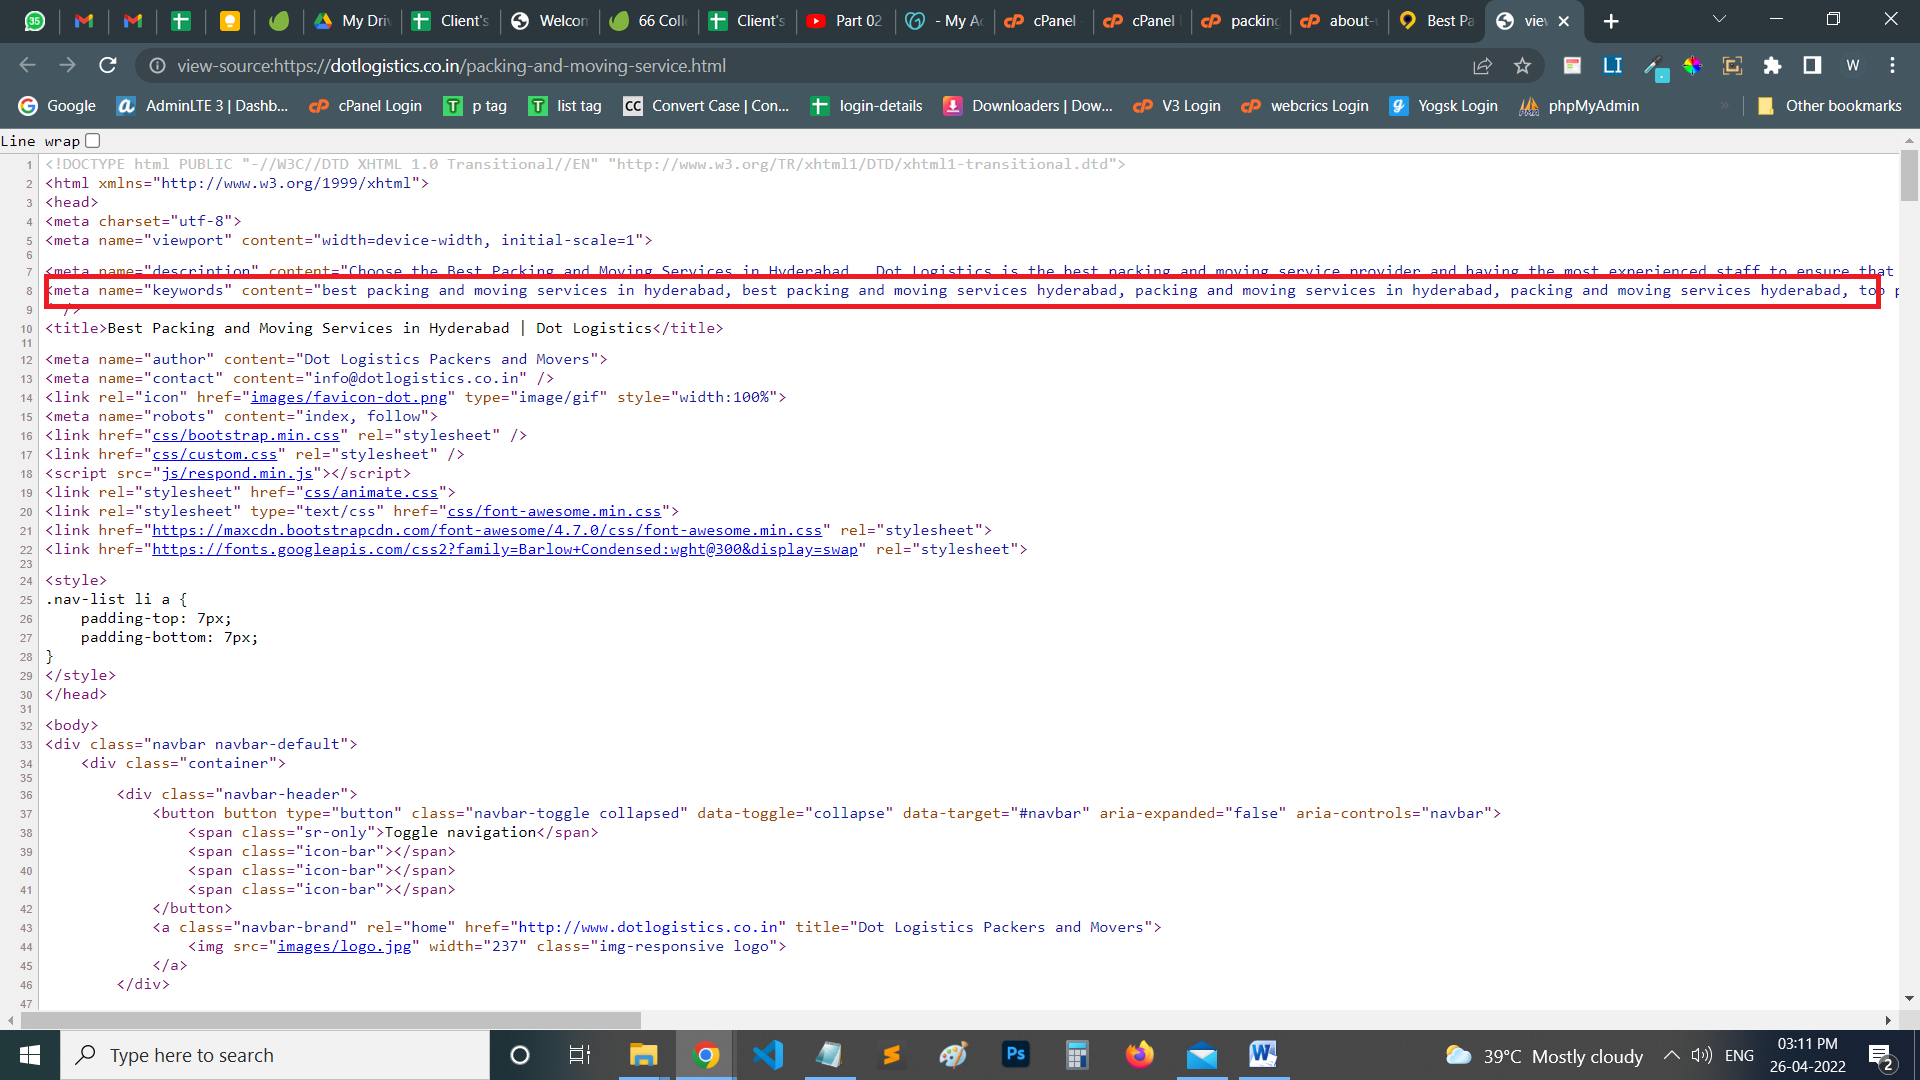 35
My Driv
Client's
Welcom
66 Colle
Client's
Part 02
- My Ac
cPanel -
cPanel
packing
about-u
Best Pa
view
view-source:https://dotlogistics.co.in/packing-and-moving-service.html
LI
W
Google
AdminLTE 3 | Dashb...
cPanel Login
T p tag
T list tag
CC Convert Case | Con...
login-details
Downloaders | Dow...
V3 Login
webcrics Login
Yogsk Login
phpMyAdmin
»
Other bookmarks
Line wrap
1 <!DOCTYPE html PUBLIC "-//W3C//DTD XHTML 1.0 Transitional//EN" "http://www.w3.org/TR/xhtml1/DTD/xhtml1-transitional.dtd">
2 <html xmlns="http://www.w3.org/1999/xhtml">
3 <head>
4 <meta charset="utf-8">
5 <meta name="viewport" content="width=device-width, initial-scale=1">
6
7 <meta name="description" content="Choose the Best Packing and Moving Services in Hyderabad . Dot Logistics is the best packing and moving service provider and having the most experienced staff to ensure that
8 <meta name="keywords" content="best packing and moving services in hyderabad, best packing and moving services hyderabad, packing and moving services in hyderabad, packing and moving services hyderabad, top p
9 />
10 <title>Best Packing and Moving Services in Hyderabad | Dot Logistics</title>
11
12 <meta name="author" content="Dot Logistics Packers and Movers">
13 <meta name="contact" content="info@dotlogistics.co.in" />
14 <link rel="icon" href="images/favicon-dot.png" type="image/gif" style="width:100%">
15 <meta name="robots" content="index, follow">
16 <link href="css/bootstrap.min.css" rel="stylesheet" />
17 <link href="css/custom.css" rel="stylesheet" />
18 <script src="js/respond.min.js"></script>
19 <link rel="stylesheet" href="css/animate.css">
20 <link rel="stylesheet" type="text/css" href="css/font-awesome.min.css">
21 <link href="https://maxcdn.bootstrapcdn.com/font-awesome/4.7.0/css/font-awesome.min.css" rel="stylesheet">
22 <link href="https://fonts.googleapis.com/css2?family=Barlow+Condensed:wght@300&display=swap" rel="stylesheet">
23
24 <style>
25 .nav-list li a {
26 padding-top: 7px;
27 padding-bottom: 7px;
28 }
29 </style>
30 </head>
31
32 <body>
33 <div class="navbar navbar-default">
34 <div class="container">
35
36 <div class="navbar-header">
37 <button button type="button" class="navbar-toggle collapsed" data-toggle="collapse" data-target="#navbar" aria-expanded="false" aria-controls="navbar">
38 <span class="sr-only">Toggle navigation</span>
39 <span class="icon-bar"></span>
40 <span class="icon-bar"></span>
41 <span class="icon-bar"></span>
42 </button>
43 <a class="navbar-brand" rel="home" href="http://www.dotlogistics.co.in" title="Dot Logistics Packers and Movers">
44 <img src="images/logo.jpg" width="237" class="img-responsive logo">
45 </a>
46 </div>
47
Type here to search
Ps
39°C Mostly cloudy
ENG
03:11 PM
26-04-2022
2